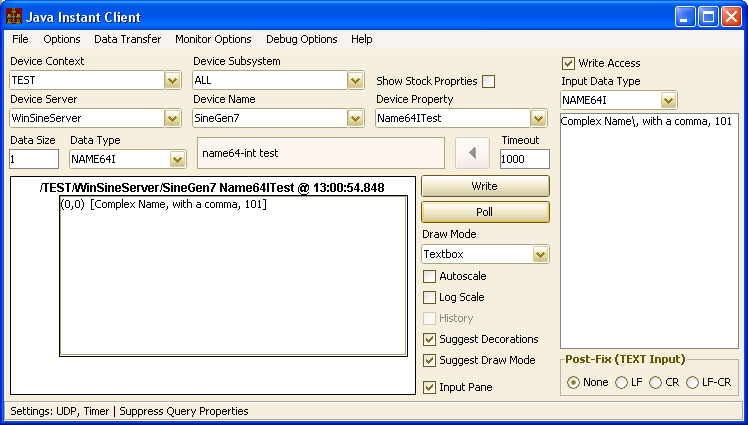 Java Instant Client
File Options Data Transfer Monitor Options Debug Options Help
Device Context Device Subsystem
TEST ALL Show Stock Proprties
Device Server Device Name Device Property
WinSineServer SineGen7 Name64ITest
Data Size Data Type Timeout
1 NAME64I name64-int test 1000
/TEST/WinSineServer/SineGen7 Name64ITest @ 13:00:54.848
(0,0) [Complex Name, with a comma, 101]
Write
Poll
Draw Mode
Textbox
Autoscale
Log Scale
History
Suggest Decorations
Suggest Draw Mode
Input Pane
Write Access
Input Data Type
NAME64I
Complex Name\, with a comma, 101
Post-Fix (TEXT Input)
None LF CR LF-CR
Settings: UDP, Timer | Suppress Query Properties